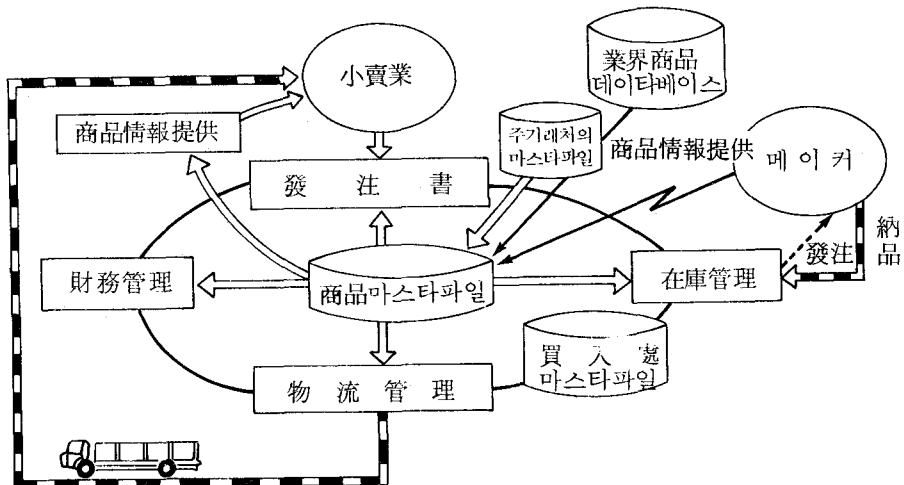 小賣業
業界商品
데이타베이스
商品情報提供
주기래처의
마스타파일
商品情報提供
메이커
發注書
納品
發注
財務管理
商品마스타파일
在庫管理
買入
마스타파일
物流管理